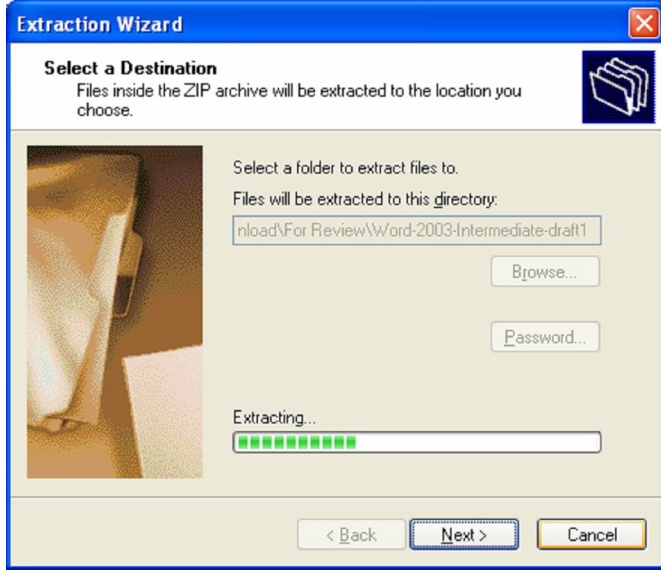 Extraction Wizard
Select a Destination
Files inside the ZIP archive will be extracted to the location you
choose.
Select a folder to extract files to.
Files will be extracted to this directory:
nload\For Review\Word-2003-Intermediate-draft1
Browse...
Password...
Extracting...
< Back
Next >
Cancel